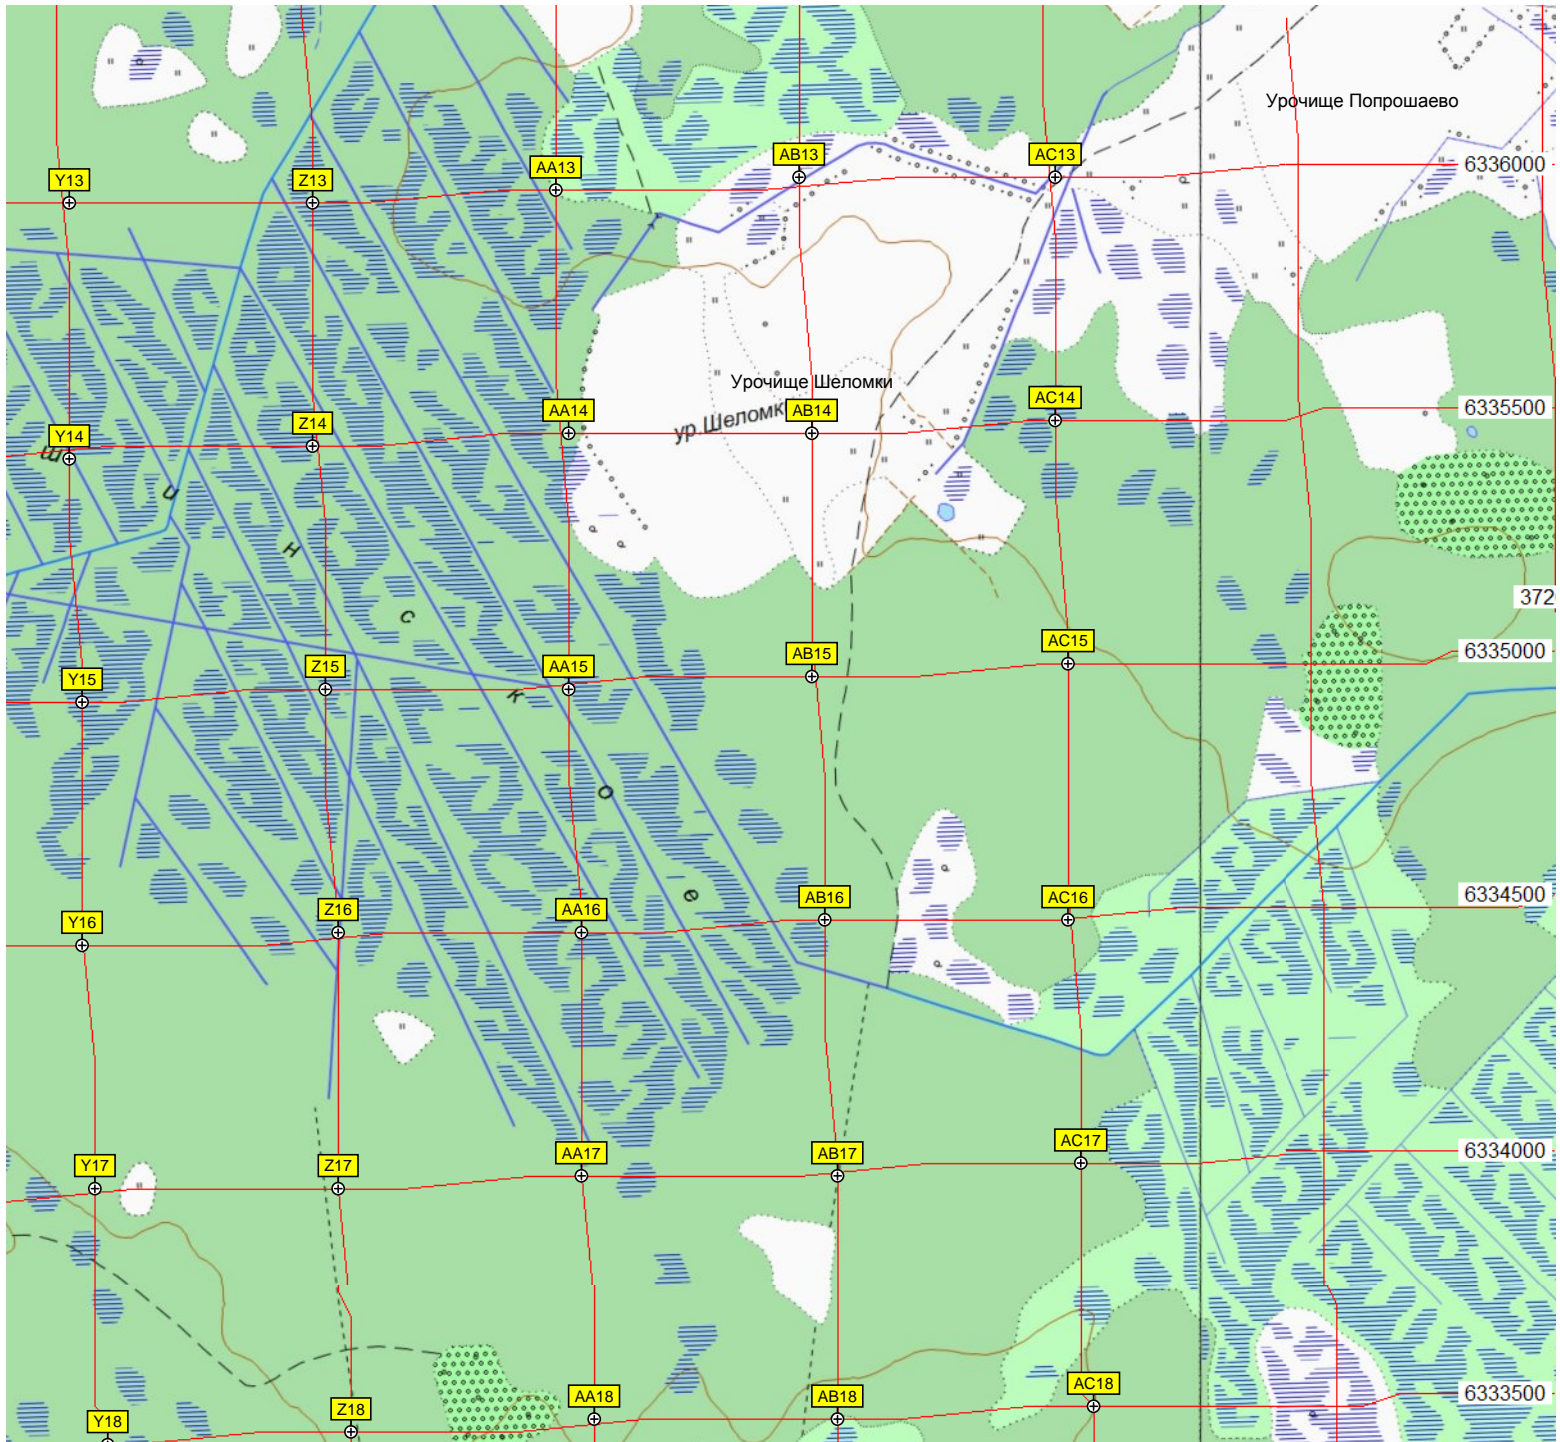 Урочище Попрошаево
AB13
AC13
AA13
6336000
Y13
Z13
Урочище Шеломки
ур.Шеломк
AC14
6335500
AA14
AB14
Z14
Y14
ш
и
н
с
к
о
е
372
AC15
6335000
AB15
AA15
Z15
Y15
AB16
AC16
6334500
Z16
AA16
Y16
AC17
6334000
AA17
AB17
Y17
Z17
AC18
6333500
AA18
AB18
Z18
Y18